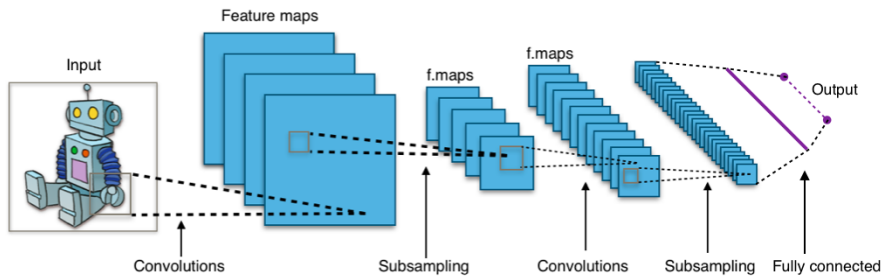 Feature maps
Input
f.maps
f.maps
Output
Convolutions
Subsampling
Convolutions
Subsampling
Fully connected